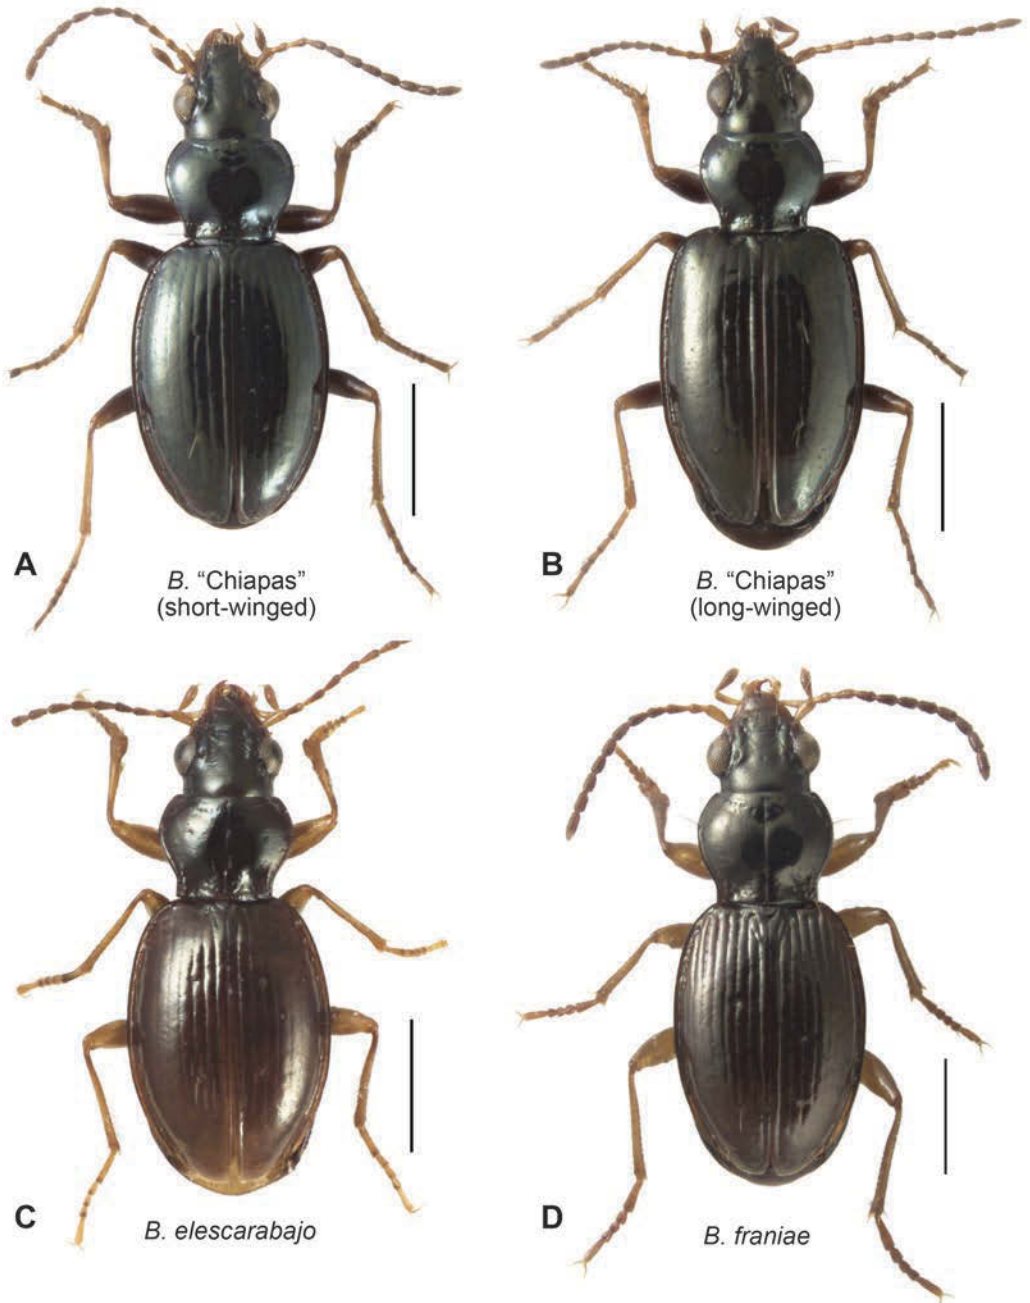 A
B. “Chiapas”
(short-winged)
B
B. “Chiapas”
(long-winged)
C
B. elescarabajo
D
B. franiae